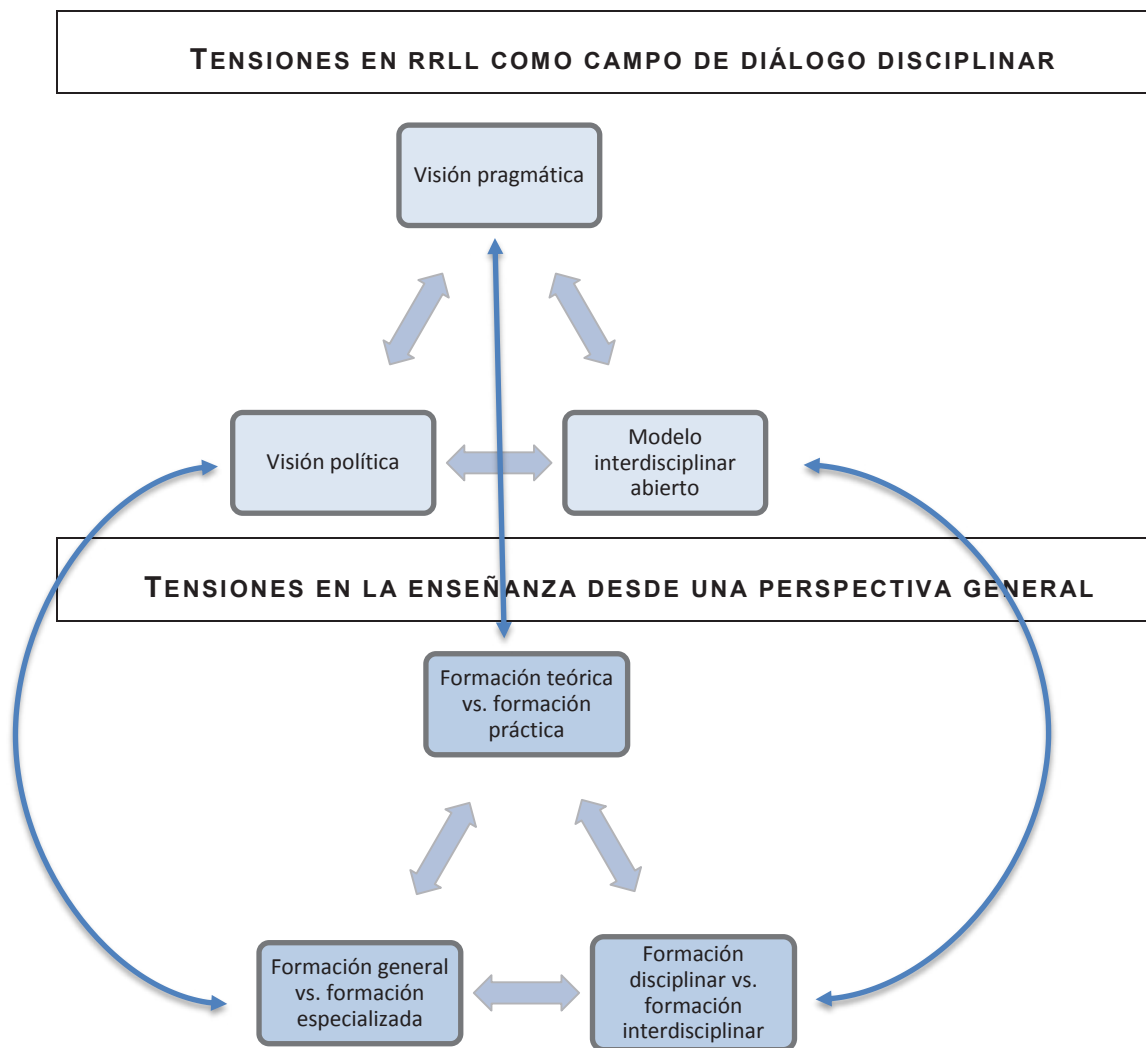 TENSIONES EN RRLL COMO CAMPO DE DIÁLOGO DISCIPLINAR
Visión pragmática
Visión política
Modelo
interdisciplinar
abierto
TENSIONES EN LA ENSEÑANZA DESDE UNA PERSPECTIVA GENERAL
Formación teórica
vs. formación
práctica
Formación general
vs. formación
especializada
Formación
disciplinar vs.
formación
interdisciplinar